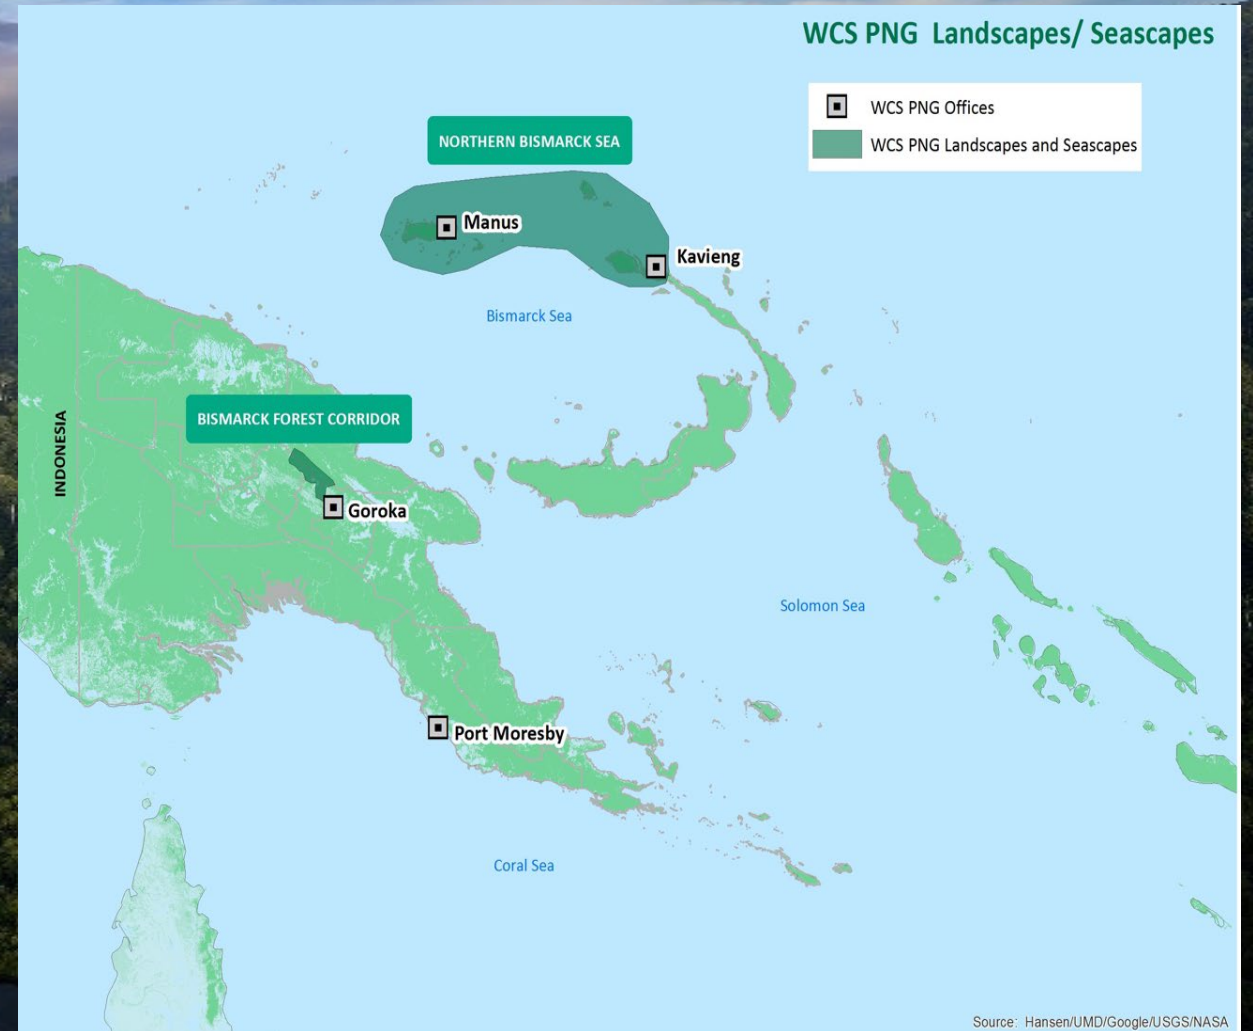 WCS PNG Landscapes/ Seascapes
WCS PNG Offices
WCS PNG Landscapes and Seascapes
NORTHERN BISMARCK SEA
Manus
Kavieng
Bismarck Sea
BISMARCK FOREST CORRIDOR
INDONESIA
Goroka
Solomon Sea
Port Moresby
Coral Sea
Source: Hansen/UMD/Google/USGS/NASA